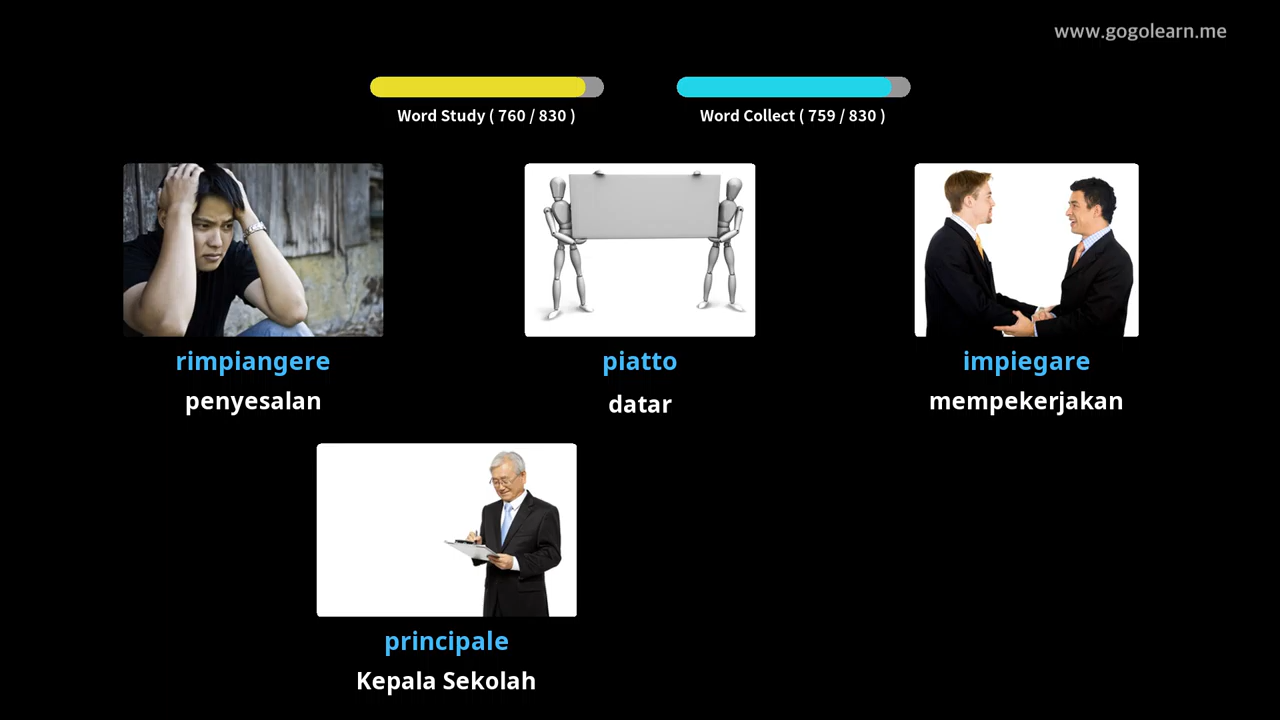 www.gogolearn.me
Word Study ( 760 / 830 )
Word Collect ( 759 / 830 )
rimpiangere
penyesalan
piatto
datar
impiegare
mempekerjakan
principale
Kepala Sekolah